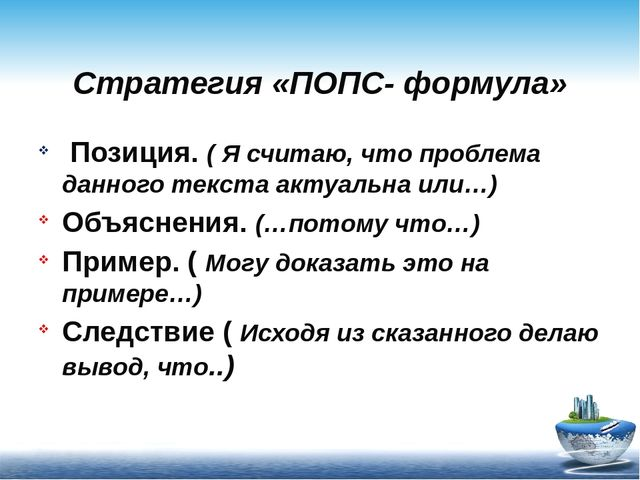 Стратегия «ПОПС- формула»
Позиция. ( Я считаю, что проблема
данного текста актуальна или…)
Объяснения. (…потому что…)
Пример. ( Могу доказать это на
примере…)
Следствие ( Исходя из сказанного делаю
вывод, что..)